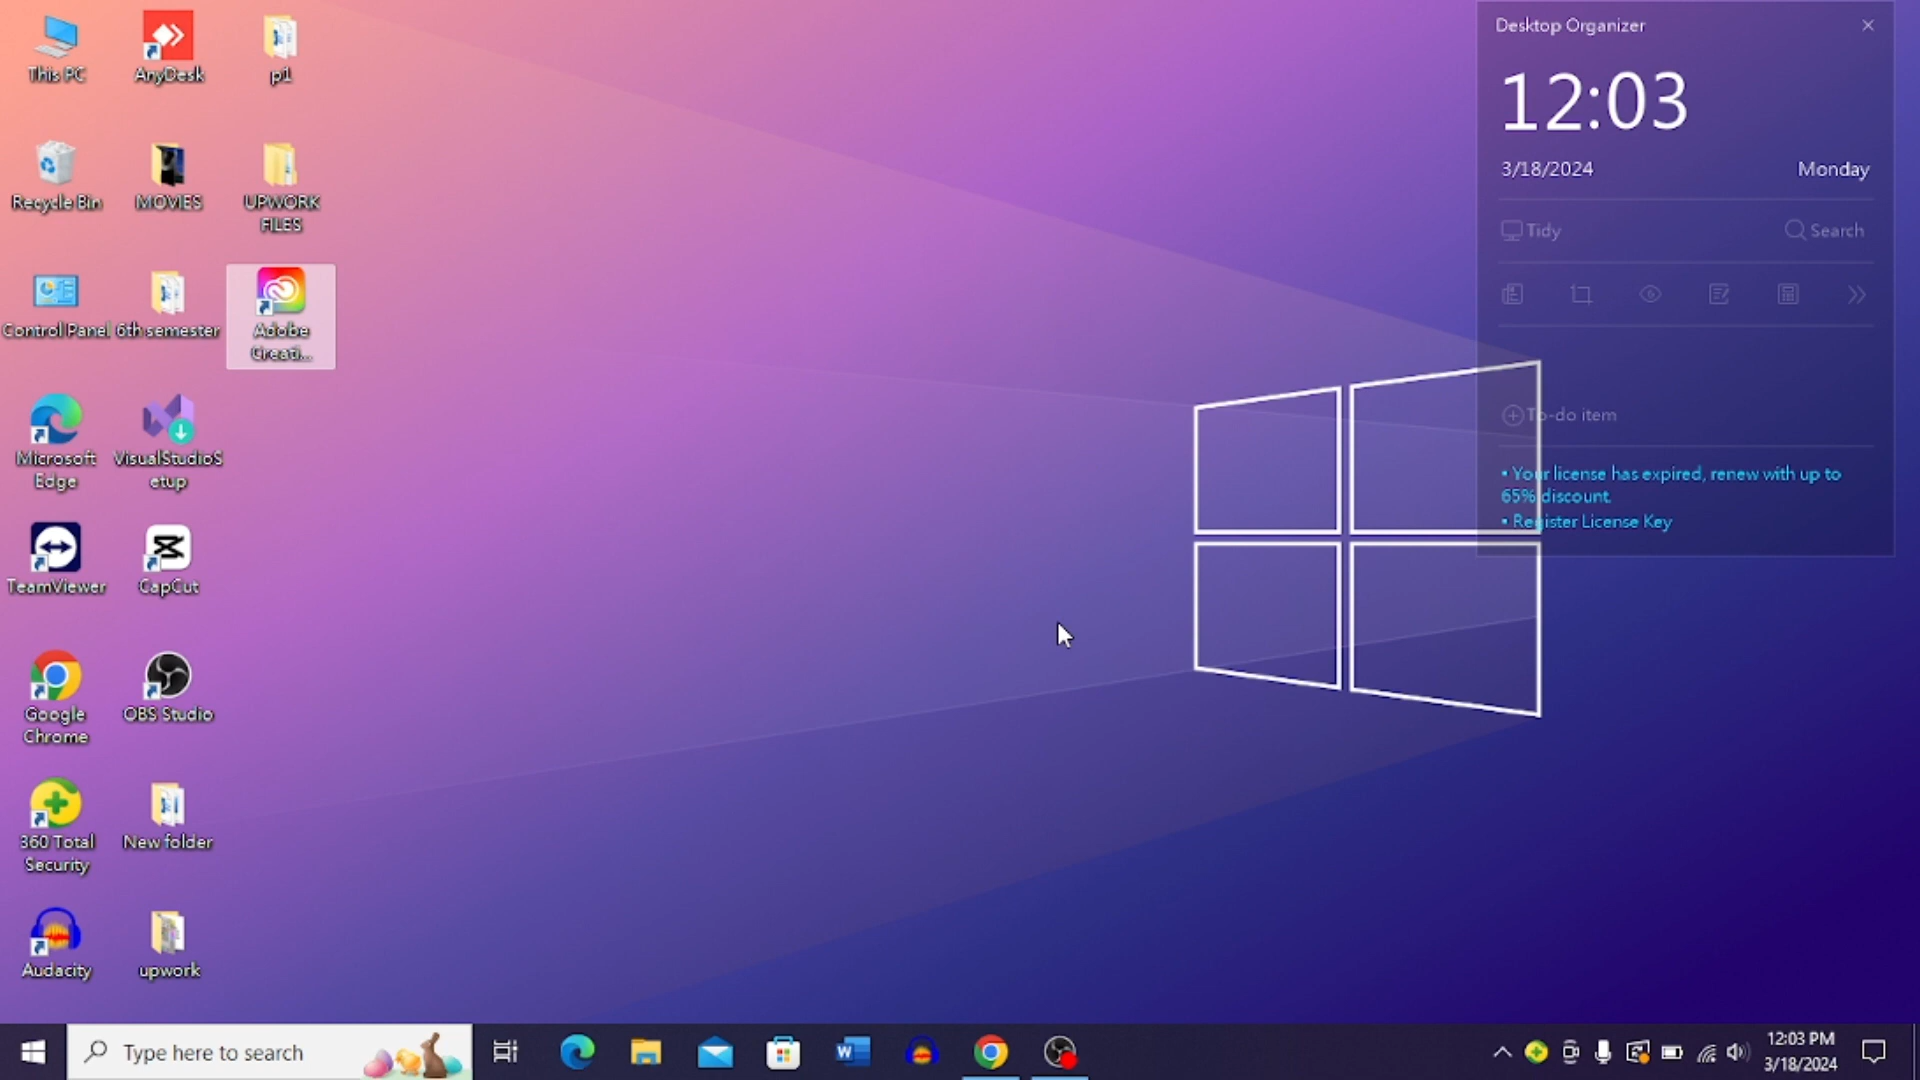 This PC
AnyDesk
p1
Recycle Bin
MOVIES
UPWORK
FILES
Control Panel
6th semester
Adobe
Creati...
Microsoft
Edge
VisualStudioS
etup
TeamViewer
CapCut
Google
Chrome
OBS Studio
360 Total
Security
New folder
Audacity
upwork
Desktop Organizer
12:03
3/18/2024
Monday
Tidy
Search
To-do item
• Your license has expired, renew with up to
65% discount.
• Register License Key
Type here to search
12:03 PM
3/18/2024